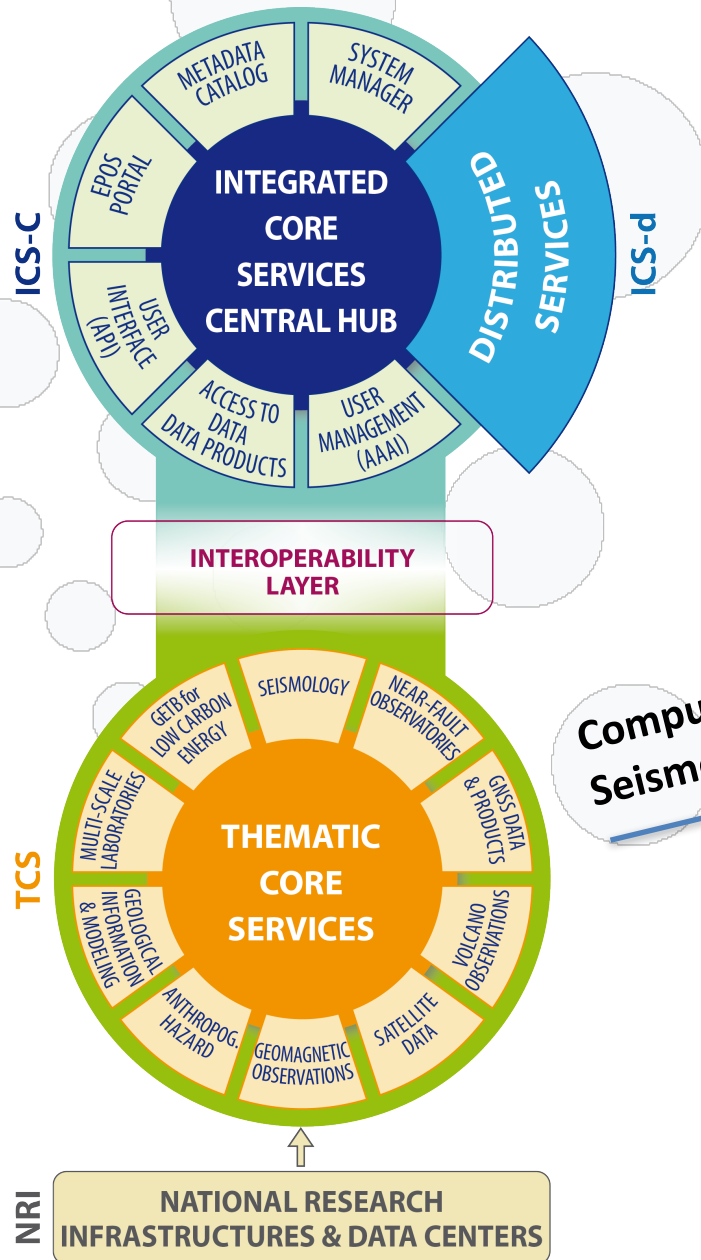 ICS-C
METADATA
CATALOG
SYSTEM
MANAGER
EPOS
PORTAL
INTEGRATED
CORE
SERVICES
CENTRAL HUB
DISTRIBUTED
SERVICES
ICS-d
USER
INTERFACE
(API)
ACCESS TO
DATA
DATA PRODUCTS
USER
MANAGEMENT
(AAAI)
INTEROPERABILITY
LAYER
TCS
GETB for
LOW CARBON
ENERGY
SEISMOLOGY
NEAR-FAULT
OBSERVATORIES
MULTI-SCALE
LABORATORIES
GNSS DATA
& PRODUCTS
THEMATIC
CORE
SERVICES
GEOLOGICAL
INFORMATION
& MODELING
VOLCANO
OBSERVATIONS
ANTHROPOG.
HAZARD
GEOMAGNETIC
OBSERVATIONS
SATELLITE
DATA
Compu
Seism
NRI
NATIONAL RESEARCH
INFRASTRUCTURES & DATA CENTERS